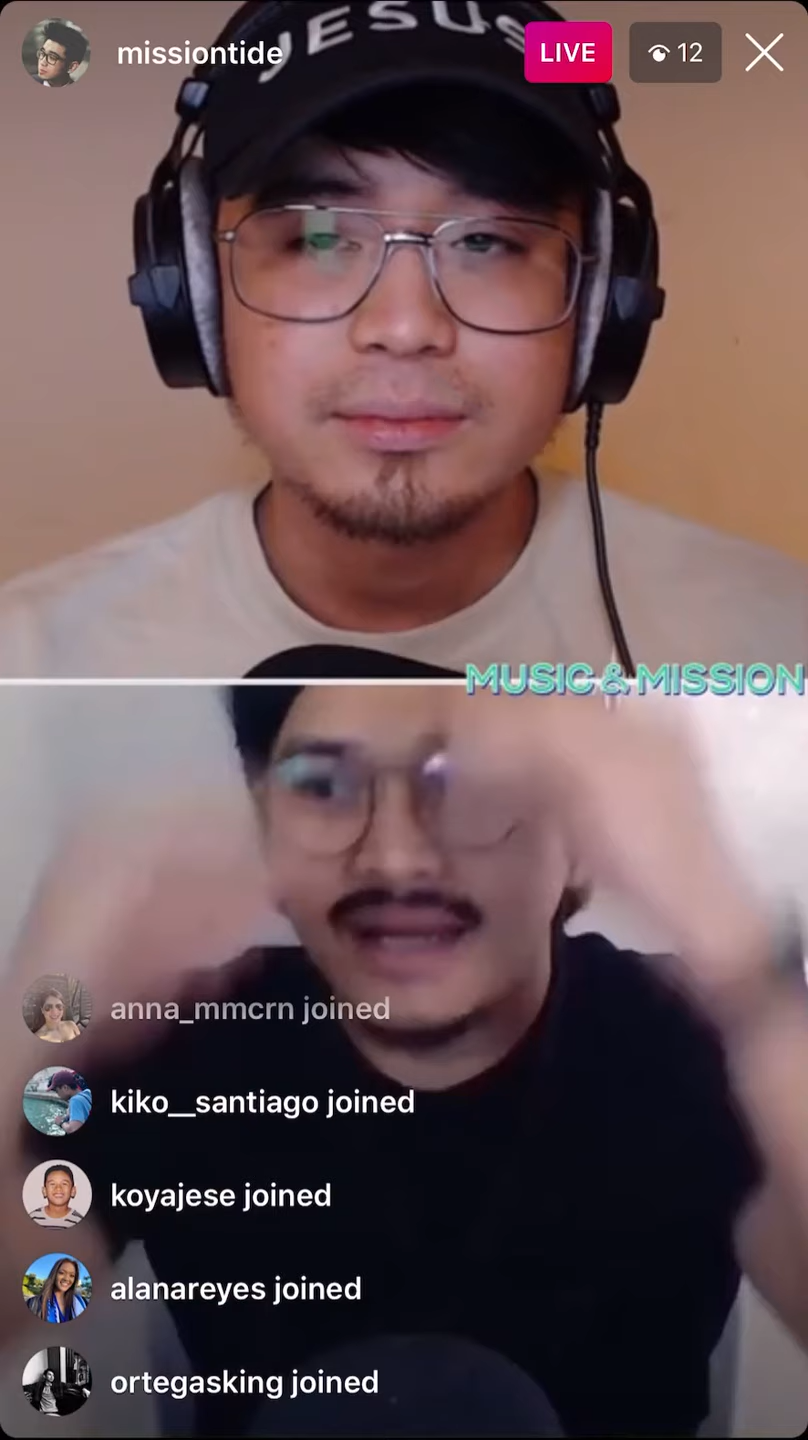 missiontide
LIVE
12
JESUS
MUSIC & MISSION
anna_mmcrn joined
kiko__santiago joined
koyajese joined
alanareyes joined
ortegasking joined